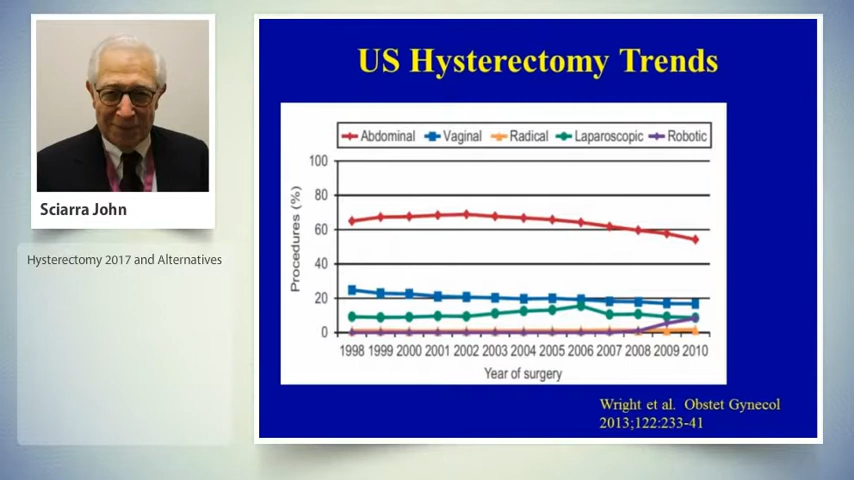 Sciarra John
Hysterectomy 2017 and Alternatives
US Hysterectomy Trends
Abdominal Vaginal Radical Laparoscopic Robotic
Procedures (%)
100
80
60
40
20
0
1998 1999 2000 2001 2002 2003 2004 2005 2006 2007 2008 2009 2010
Year of surgery
Wright et al. Obstet Gynecol
2013;122:233-41